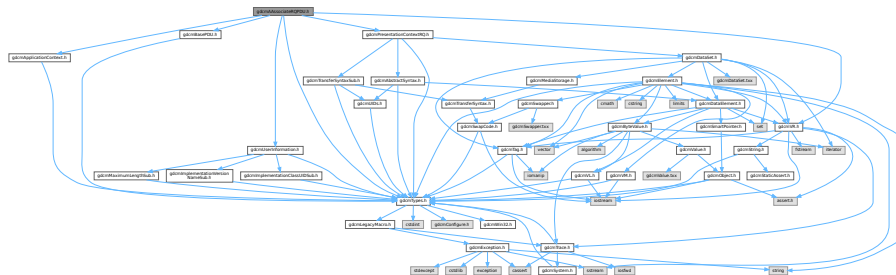 gdcmAAssociateRQPDU.h
gdcmBasePDU.h
gdcmPresentationContextRQ.h
gdcmApplicationContext.h
gdcmDataSet.h
gdcmTransferSyntaxSub.h
gdcmAbstractSyntax.h
gdcmMediaStorage.h
gdcmElement.h
gdcmDataSet.txx
gdcmUIDs.h
gdcmTransferSyntax.h
gdcmSwapper.h
cmath
cstring
limits
gdcmDataElement.h
gdcmSwapCode.h
gdcmSwapper.txx
gdcmByteValue.h
gdcmSmartPointer.h
set
gdcmVR.h
gdcmUserInformation.h
gdcmTag.h
vector
algorithm
gdcmValue.h
gdcmString.h
fstream
iterator
gdcmMaximumLengthSub.h
gdcmImplementationVersion
NameSub.h
gdcmImplementationClassUIDSub.h
iomanip
gdcmVL.h
gdcmVM.h
gdcmValue.txx
gdcmObject.h
gdcmStaticAssert.h
gdcmTypes.h
iostream
assert.h
gdcmLegacyMacro.h
cstdint
gdcmConfigure.h
gdcmWin32.h
gdcmException.h
gdcmTrace.h
stdexcept
cstdlib
exception
cassert
gdcmSystem.h
sstream
iosfwd
string